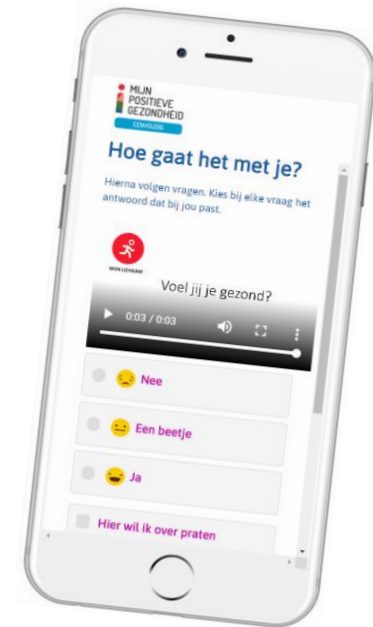 MIJN
POSITIEVE
GEZONDHEID
EENVOUDIG
Hoe gaat het met je?
Hierna volgen vragen. Kies bij elke vraag het
antwoord dat bij jou past.
MIJN LICHAAM
Voel jij je gezond?
0:03 / 0:03
Nee
Een beetje
Ja
Hier wil ik over praten